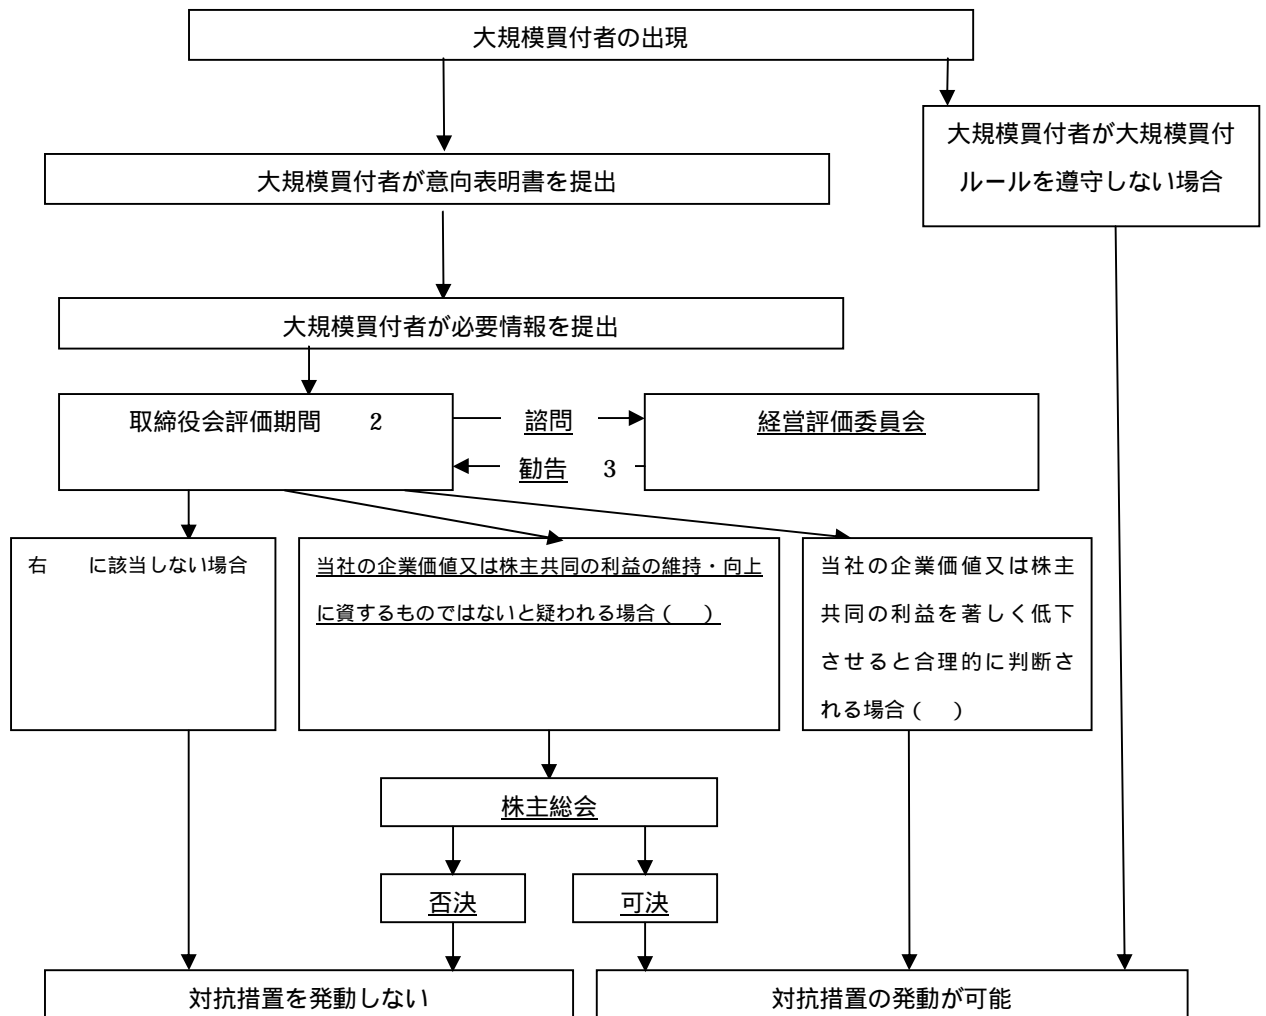 大規模買付者の出現
大規模買付者が大規模買付
ルールを遵守しない場合
大規模買付者が意向表明書を提出
大規模買付者が必要情報を提出
取締役会評価期間 2
諮問
経営評価委員会
勧告 3
右 に該当しない場合
当社の企業価値又は株主共同の利益の維持・向上
に資するものではないと疑われる場合( )
当社の企業価値又は株主
共同の利益を著しく低下
させると合理的に判断さ
れる場合( )
株主総会
否決
可決
対抗措置を発動しない
対抗措置の発動が可能